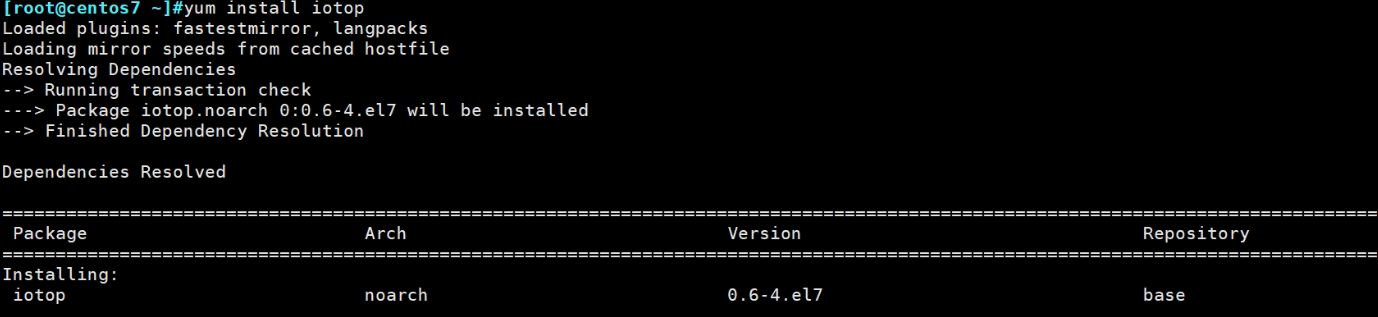 [root@centos7 ~]#yum install iotop
Loaded plugins: fastestmirror, langpacks
Loading mirror speeds from cached hostfile
Resolving Dependencies
--> Running transaction check
---> Package iotop.noarch 0:0.6-4.el7 will be installed
--> Finished Dependency Resolution
Dependencies Resolved
================================================================================================================================
Package Arch Version Repository
================================================================================================================================
Installing:
iotop noarch 0.6-4.el7 base